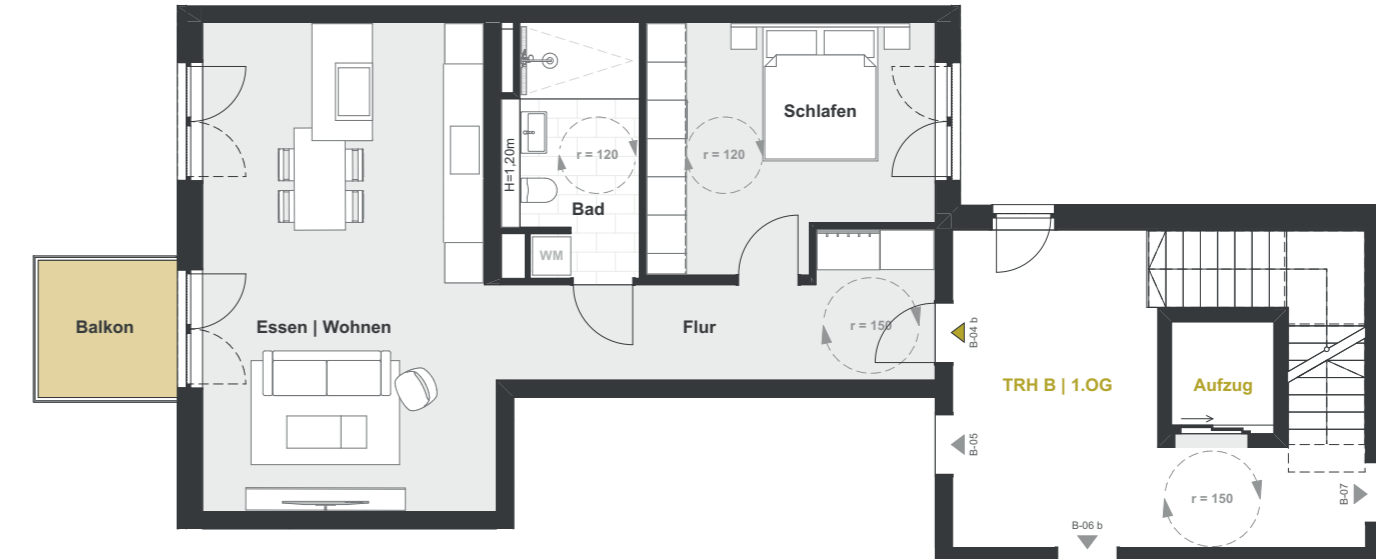 Schlafen
r = 120
r = 120
H=1,20m
Bad
WM
Balkon
Essen | Wohnen
Flur
r = 150
B-04 b
TRH B | 1.OG
Aufzug
B-05
r = 150
B-07
B-06 b